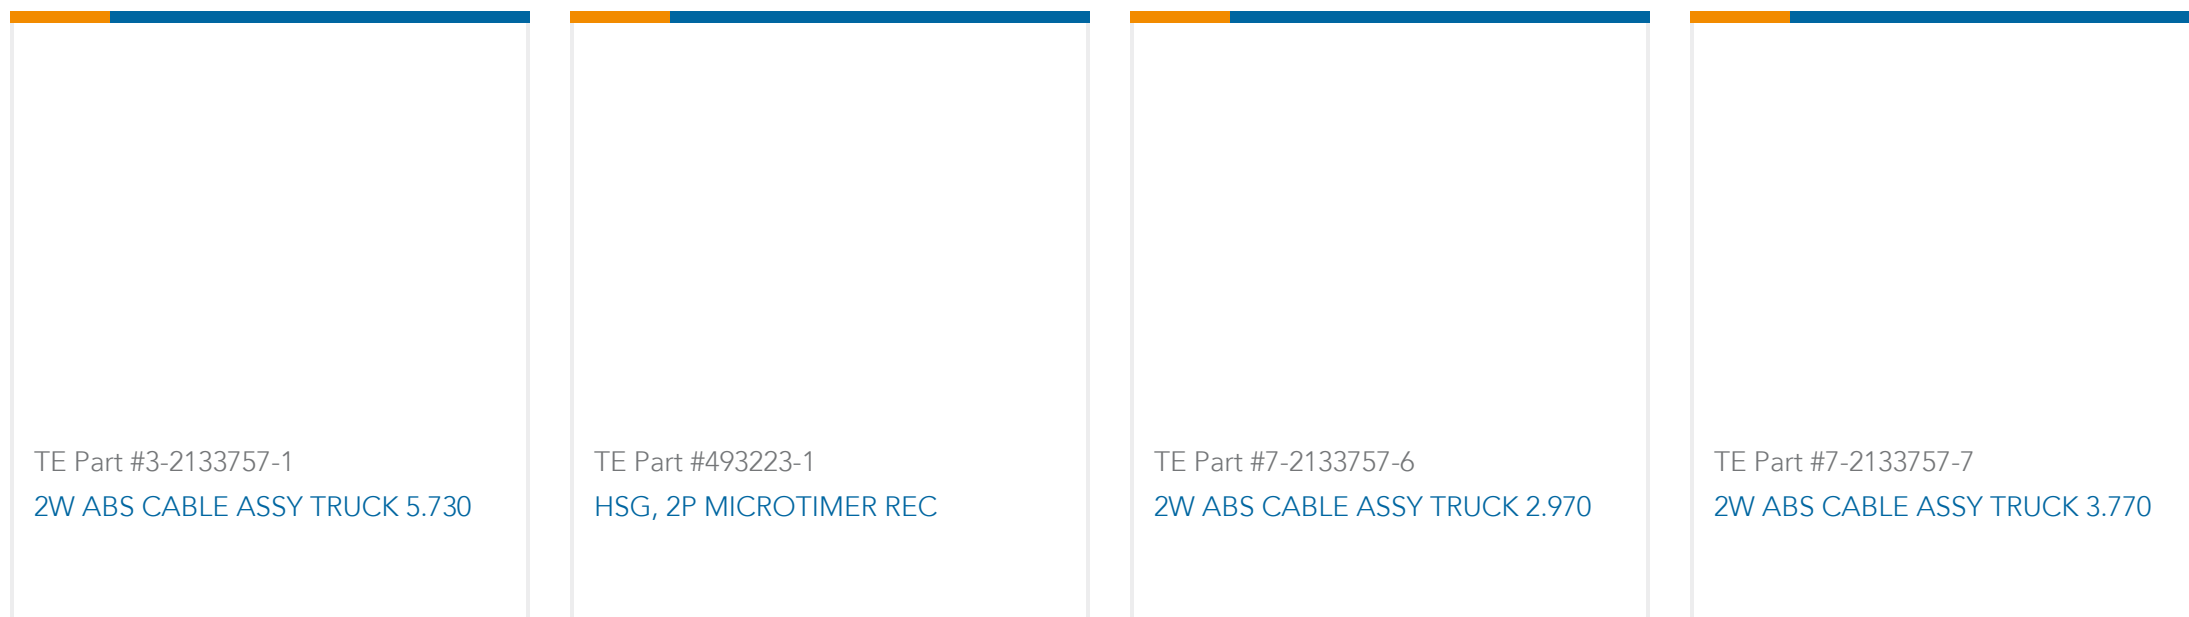 TE Part #3-2133757-1
2W ABS CABLE ASSY TRUCK 5.730
TE Part #493223-1
HSG, 2P MICROTIMER REC
TE Part #7-2133757-6
2W ABS CABLE ASSY TRUCK 2.970
TE Part #7-2133757-7
2W ABS CABLE ASSY TRUCK 3.770